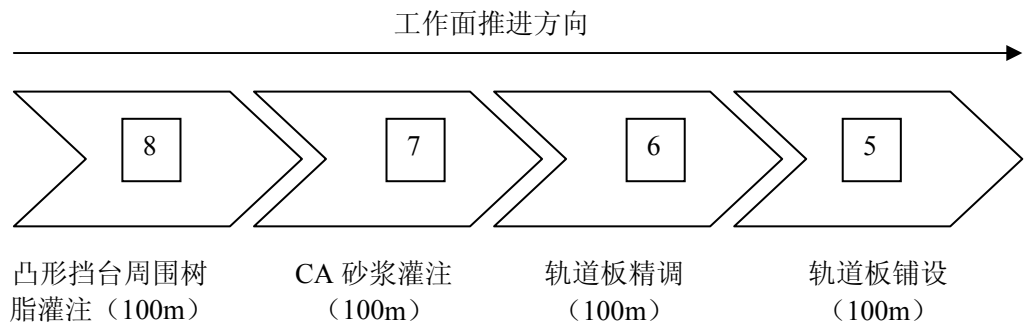 工作面推进方向
8
7
6
5
凸形挡台周围树
脂灌注（100m）
CA 砂浆灌注
（100m）
轨道板精调
（100m）
轨道板铺设
（100m）